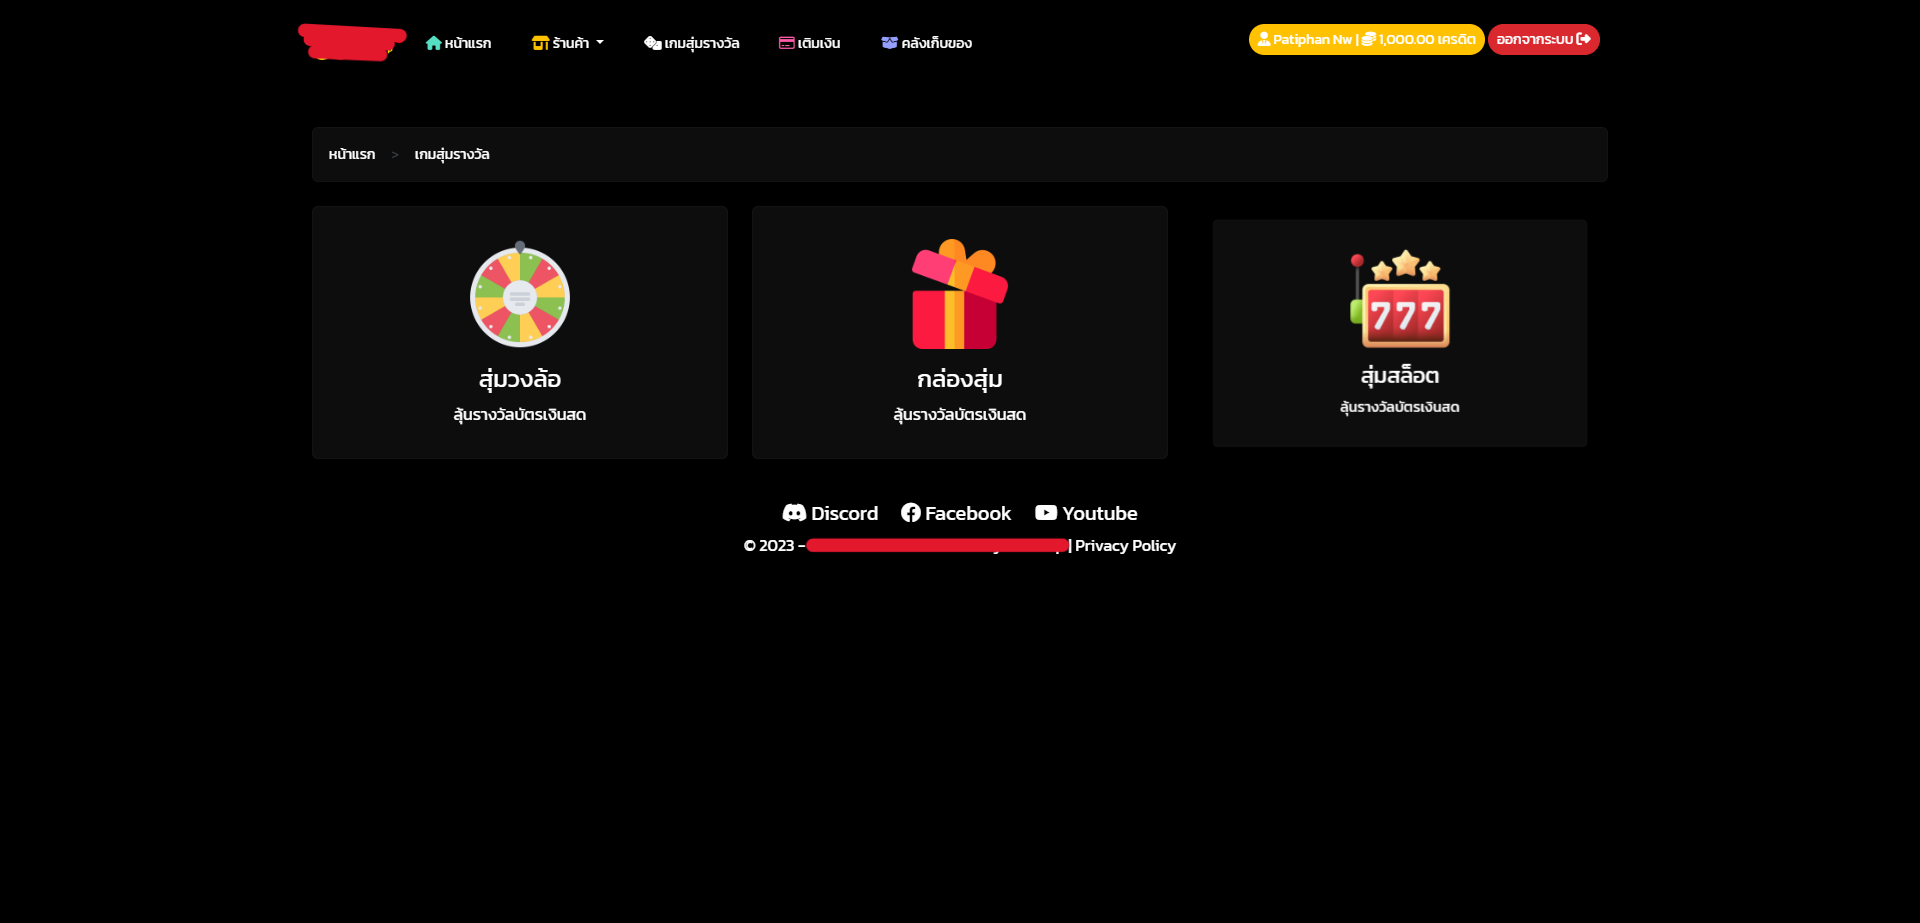 หน้าแรก ร้านค้า เกมสุ่มรางวัล เติมเงิน คลังเก็บของ Patiphan Nw | 1,000.00 เครดิต ออกจากระบบ
หน้าแรก > เกมสุ่มรางวัล
777
สุ่มวงล้อ
ลุ้นรางวัลบัตรเงินสด
กล่องสุ่ม
ลุ้นรางวัลบัตรเงินสด
สุ่มสล็อต
ลุ้นรางวัลบัตรเงินสด
Discord Facebook Youtube
© 2023 - | Privacy Policy